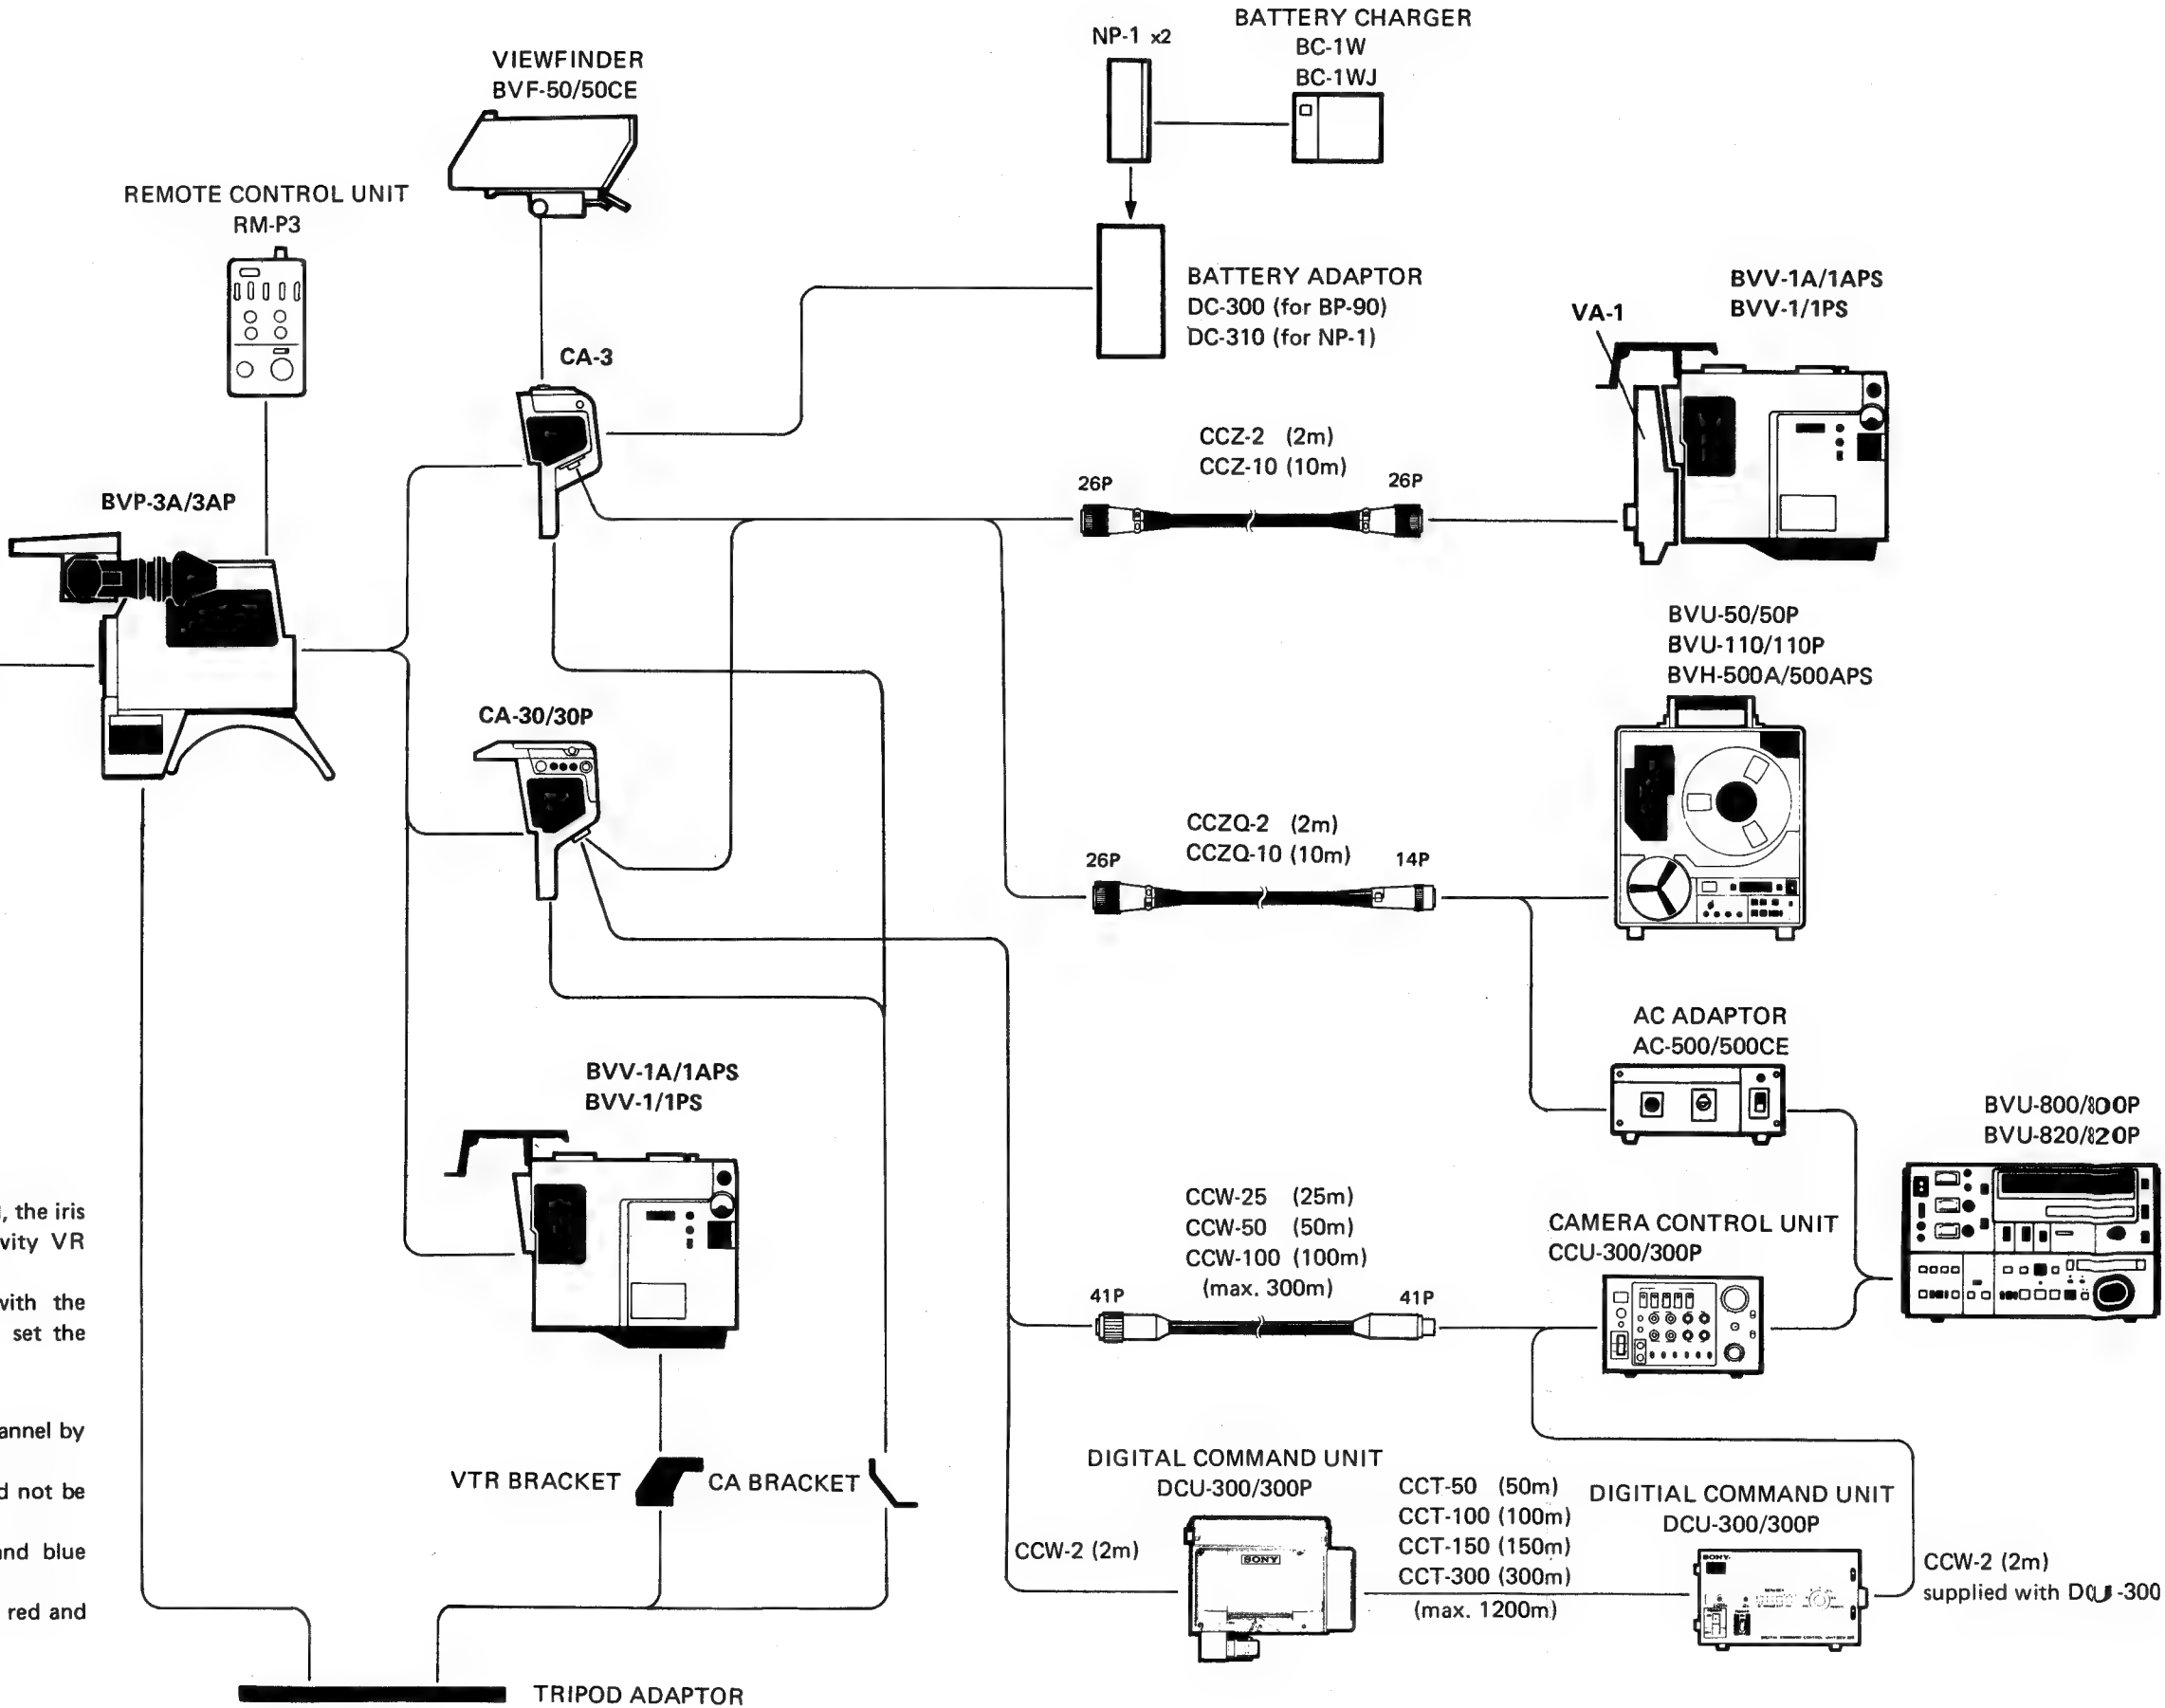 BATTERY CHARGER
BC-1W
BC-1WJ
NP-1 x2
VIEWFINDER
BVF-50/50CE
REMOTE CONTROL UNIT
RM-P3
BATTERY ADAPTOR
DC-300 (for BP-90)
DC-310 (for NP-1)
BVV-1A/1APS
BVV-1/1PS
VA-1
CA-3
CCZ-2 (2m)
CCZ-10 (10m)
26P
26P
BVP-3A/3AP
BVU-50/50P
BVU-110/110P
BVH-500A/500APS
CA-30/30P
CCZQ-2 (2m)
CCZQ-10 (10m)
26P
14P
AC ADAPTOR
AC-500/500CE
BVV-1A/1APS
BVV-1/1PS
BVU-800/800P
BVU-820/820P
CCW-25 (25m)
CCW-50 (50m)
CCW-100 (100m)
(max. 300m)
41P
41P
CAMERA CONTROL UNIT
CCU-300/300P
, the iris
vity VR
with the
set the
annel by
d not be
and blue
red and
VTR BRACKET
CA BRACKET
DIGITAL COMMAND UNIT
DCU-300/300P
SONY
CCW-2 (2m)
CCT-50 (50m)
CCT-100 (100m)
CCT-150 (150m)
CCT-300 (300m)
(max. 1200m)
DIGITIAL COMMAND UNIT
DCU-300/300P
SONY
CCW-2 (2m)
supplied with DCU-300
TRIPOD ADAPTOR